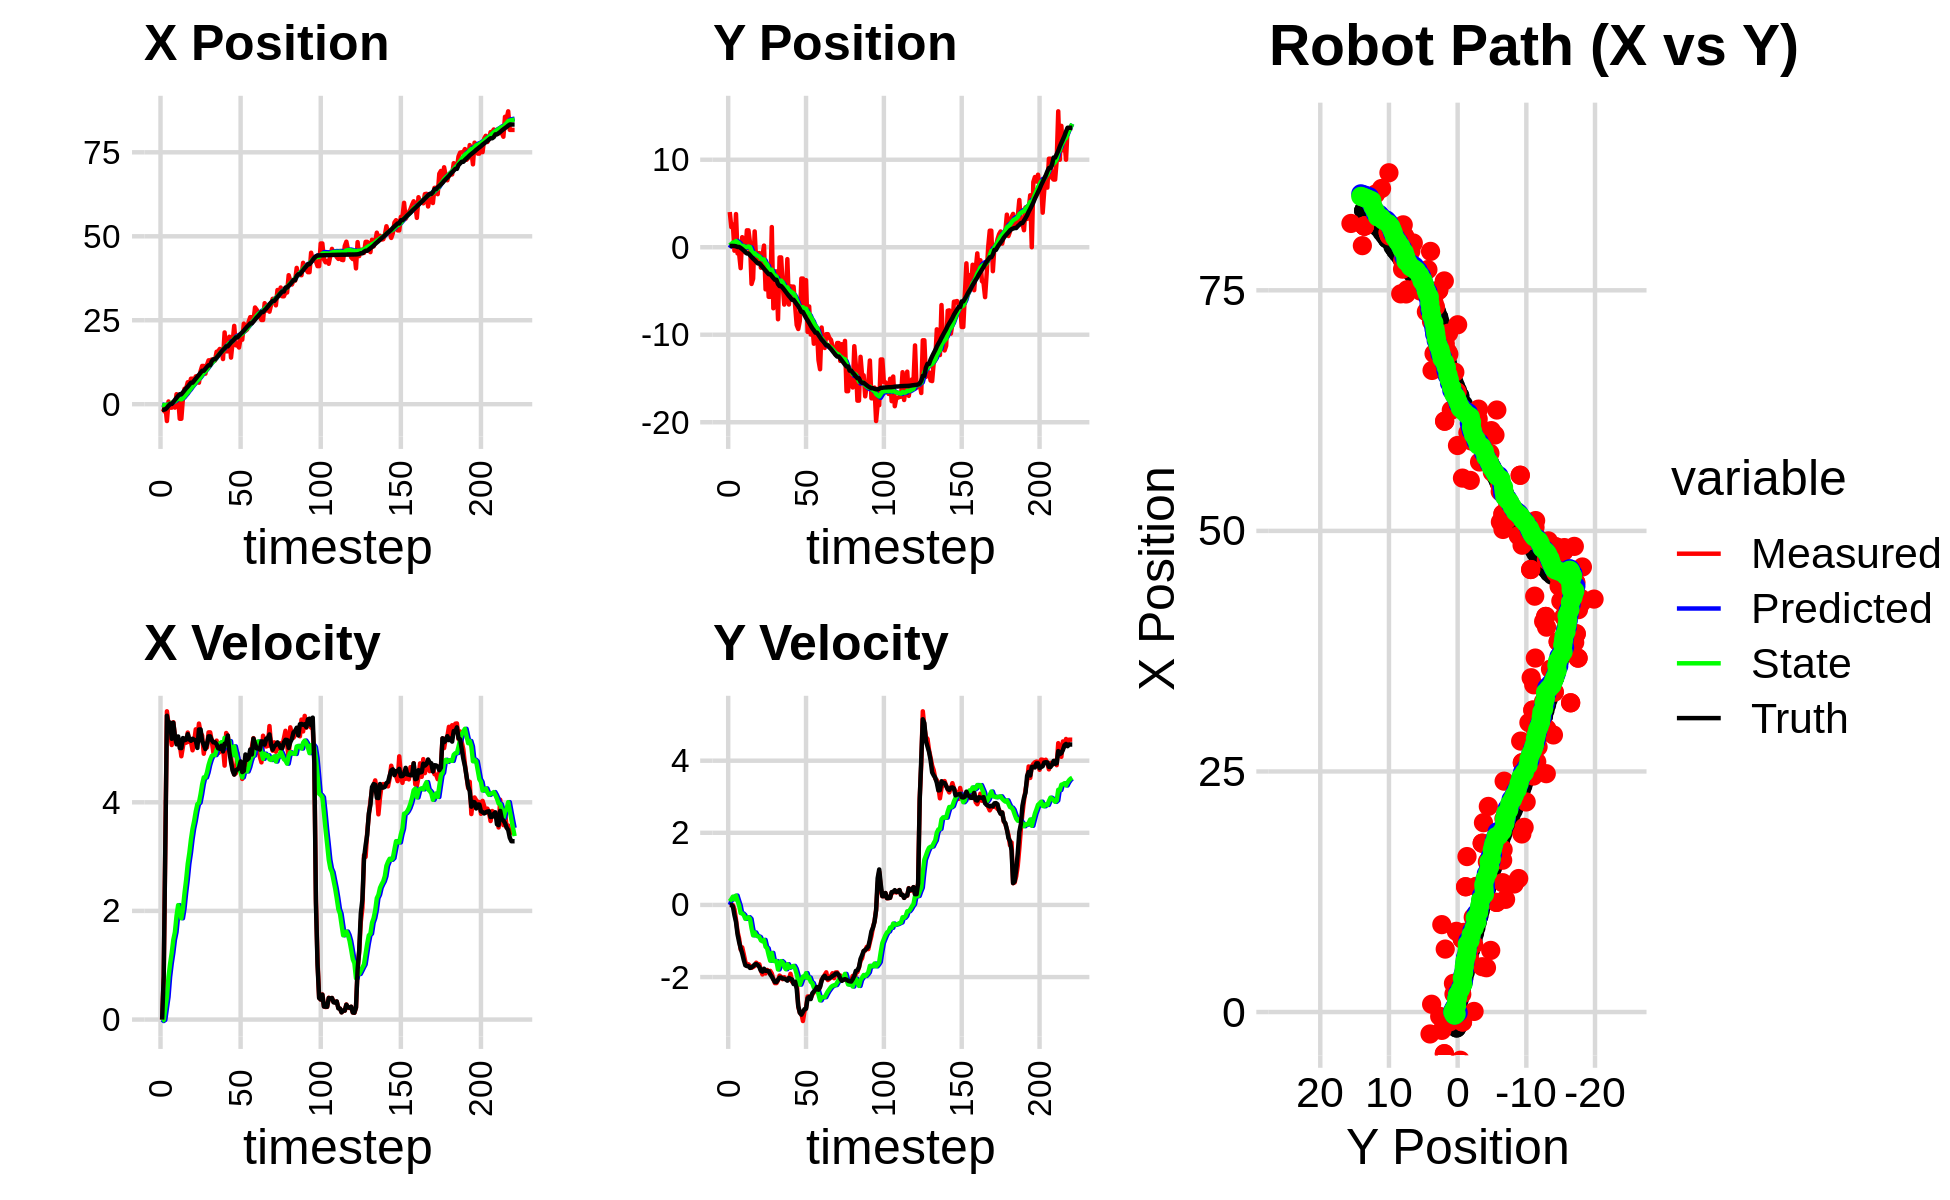 X Position
75
50
25
0
0 50 100 150 200
timestep
Y Position
10
0
-10
-20
0 50 100 150 200
timestep
X Velocity
4
2
0
0 50 100 150 200
timestep
Y Velocity
4
2
0
-2
0 50 100 150 200
timestep
Robot Path (X vs Y)
X Position
75
50
25
0
20 10 0 -10 -20
Y Position
variable
Measured
Predicted
State
Truth